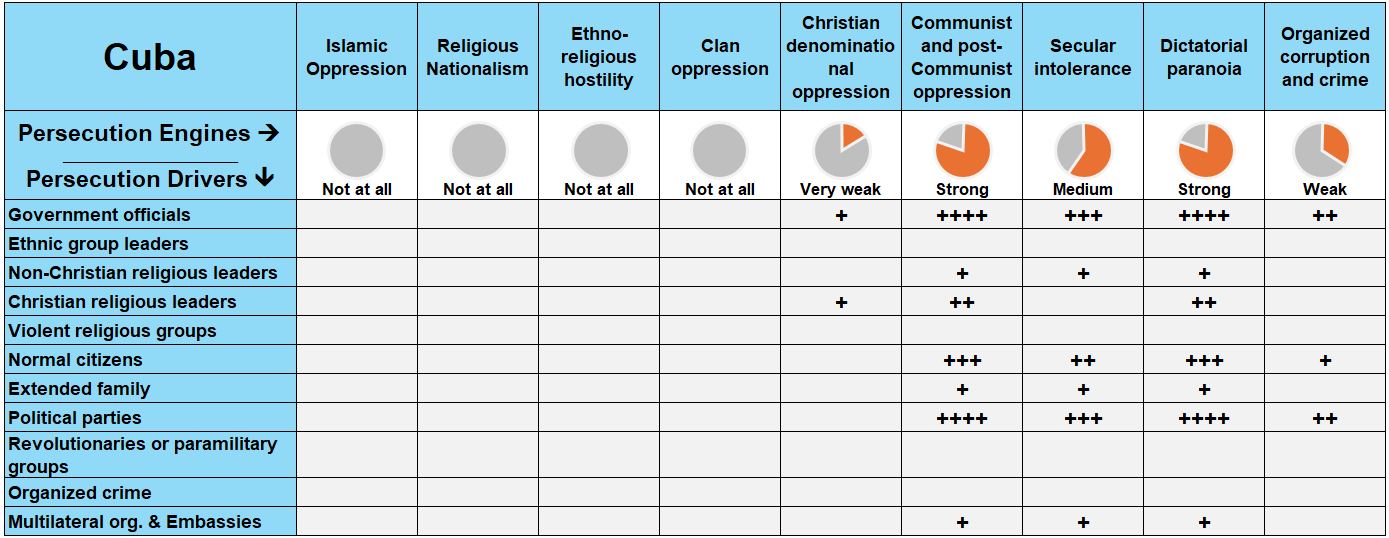 Cuba
Islamic
Oppression
Religious
Nationalism
Ethno-
religious
hostility
Clan
oppression
Christian
denominatio
nal
oppression
Communist
and post-
Communist
oppression
Secular
intolerance
Dictatorial
paranoia
Organized
corruption
and crime
Persecution Engines →
Persecution Drivers ↓
Not at all
Not at all
Not at all
Not at all
Very weak
Strong
Medium
Strong
Weak
Government officials + ++++ +++ ++++ ++
Ethnic group leaders
Non-Christian religious leaders + + +
Christian religious leaders + ++ ++
Violent religious groups
Normal citizens +++ ++ +++ +
Extended family + + +
Political parties ++++ +++ ++++ ++
Revolutionaries or paramilitary
groups
Organized crime
Multilateral org. & Embassies + + +